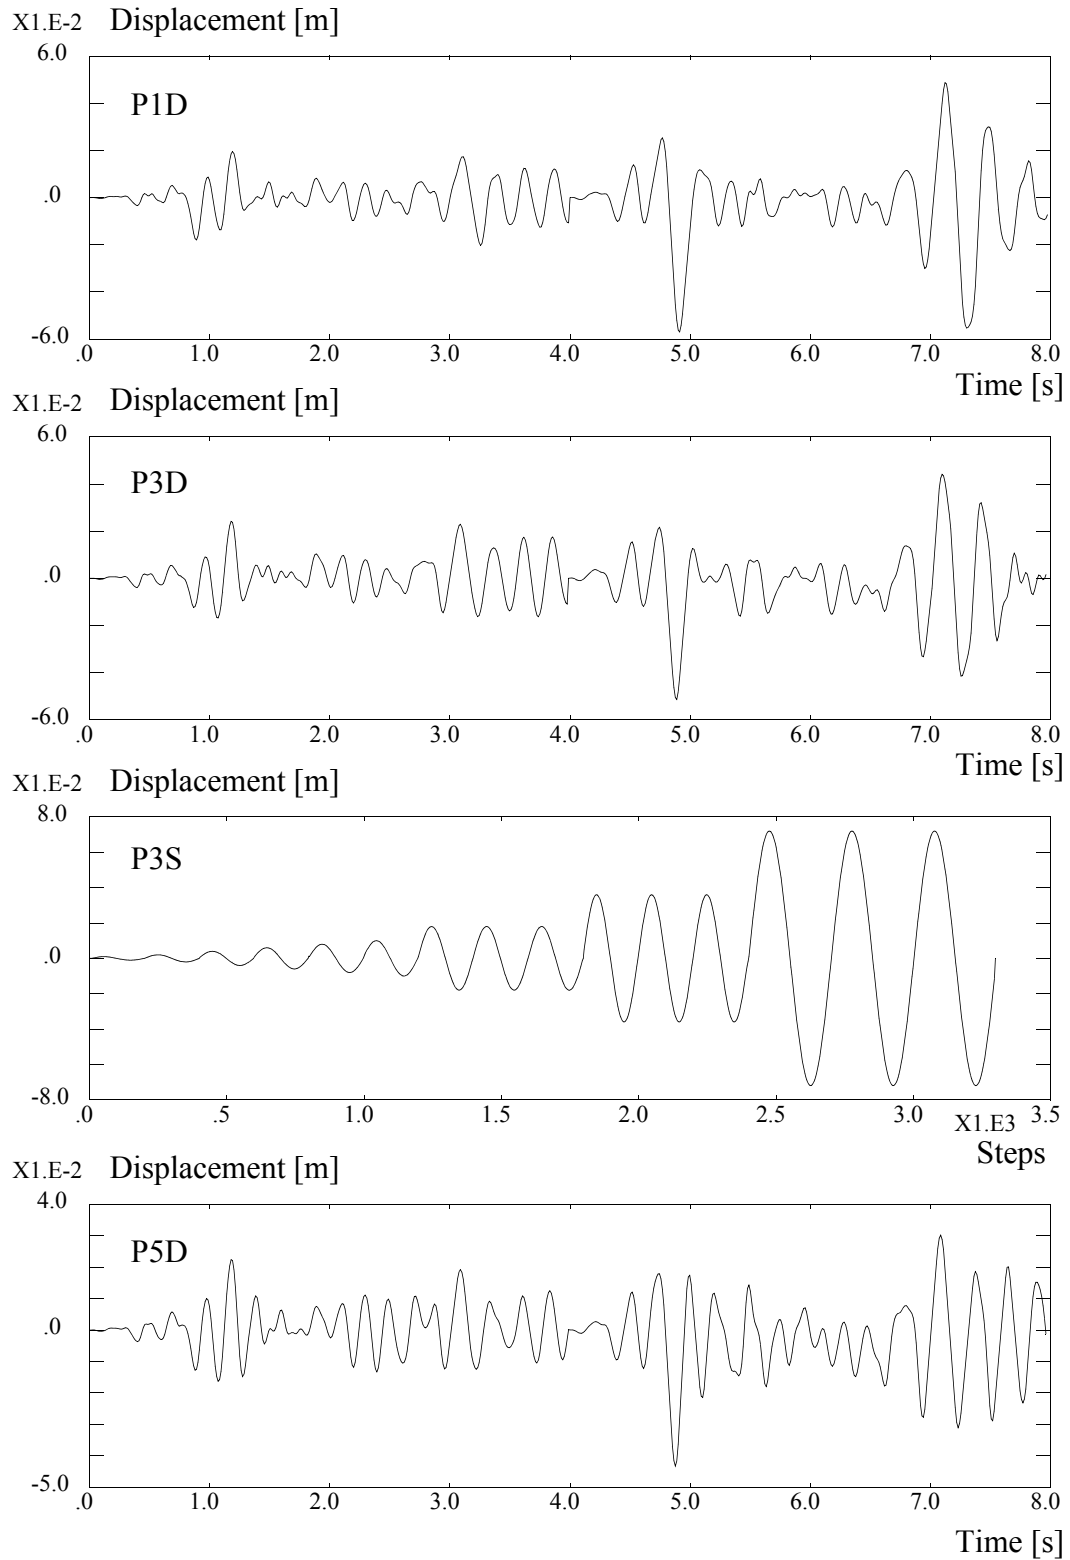 X1.E-2 Displacement [m]
6.0
P1D
.0
-6.0
.0 1.0 2.0 3.0 4.0 5.0 6.0 7.0 8.0
Time [s]
X1.E-2 Displacement [m]
6.0
P3D
.0
-6.0
.0 1.0 2.0 3.0 4.0 5.0 6.0 7.0 8.0
Time [s]
X1.E-2 Displacement [m]
8.0
P3S
.0
-8.0
.0 .5 1.0 1.5 2.0 2.5 3.0 X1.E3 3.5
Steps
X1.E-2 Displacement [m]
4.0
P5D
.0
-5.0
.0 1.0 2.0 3.0 4.0 5.0 6.0 7.0 8.0
Time [s]